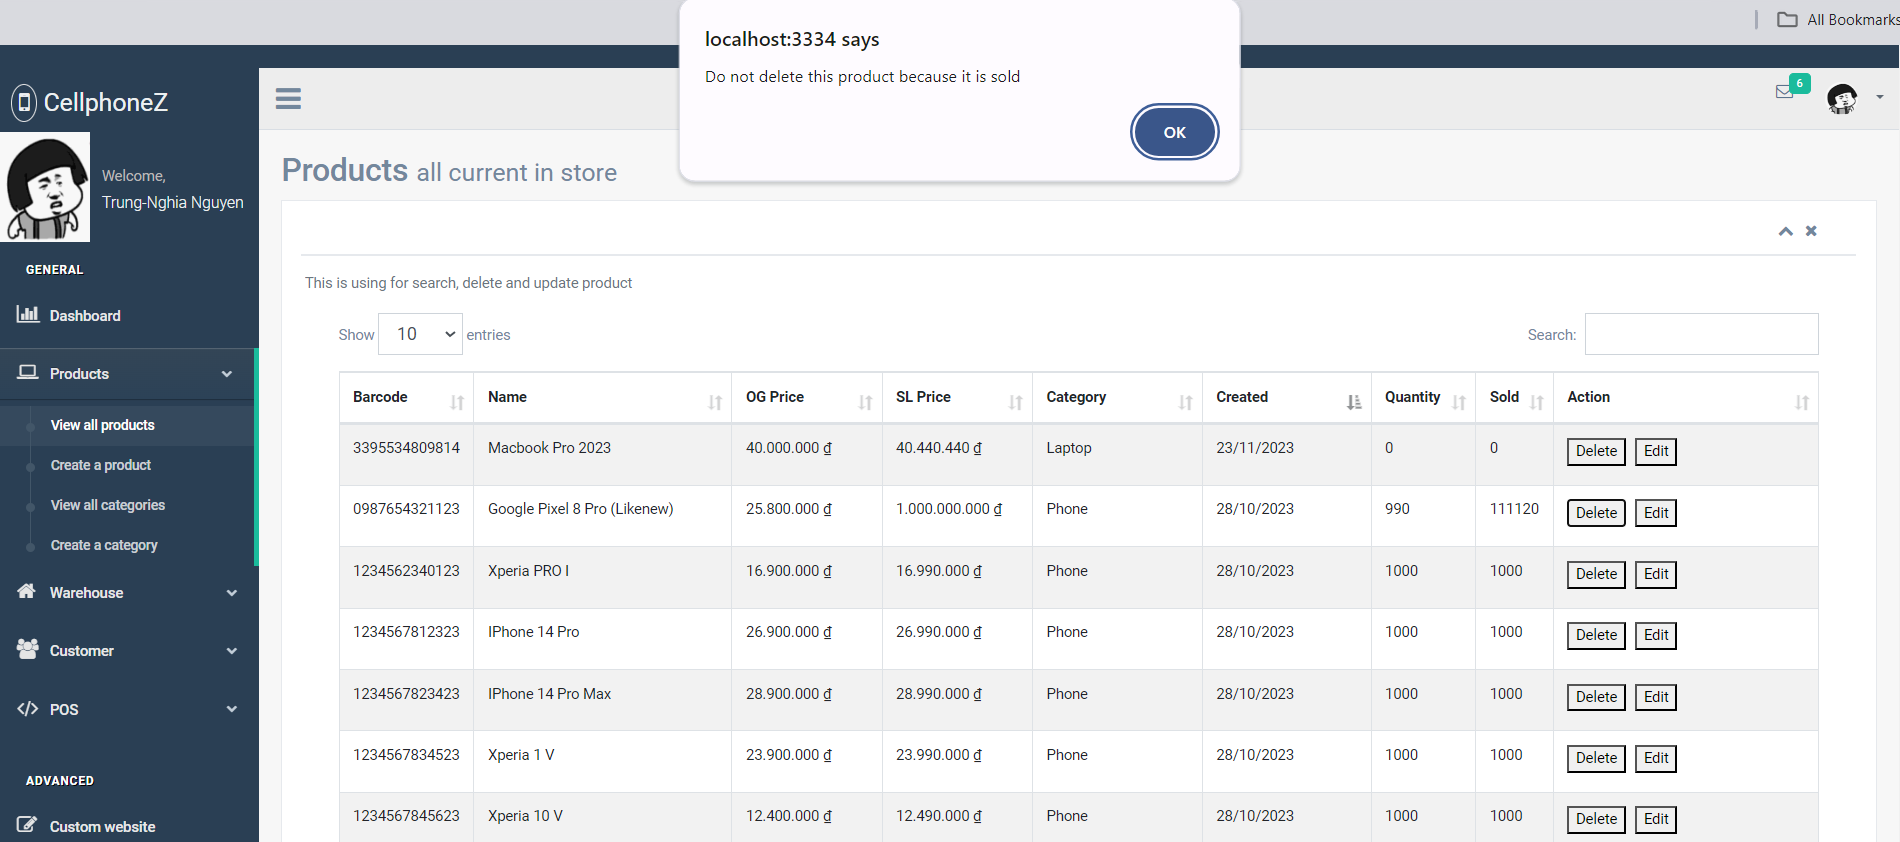 All Bookmarks
localhost:3334 says
Do not delete this product because it is sold
OK
CellphoneZ
6
Welcome,
Trung-Nghia Nguyen
GENERAL
Dashboard
Products
View all products
Create a product
View all categories
Create a category
Warehouse
Customer
POS
ADVANCED
Custom website
Products all current in store
This is using for search, delete and update product
Show 10 entries Search:
Barcode Name OG Price SL Price Category Created Quantity Sold Action
3395534809814 Macbook Pro 2023 40.000.000 ₫ 40.440.440 ₫ Laptop 23/11/2023 0 0 Delete Edit
0987654321123 Google Pixel 8 Pro (Likenew) 25.800.000 ₫ 1.000.000.000 ₫ Phone 28/10/2023 990 111120 Delete Edit
1234562340123 Xperia PRO I 16.900.000 ₫ 16.990.000 ₫ Phone 28/10/2023 1000 1000 Delete Edit
1234567812323 IPhone 14 Pro 26.900.000 ₫ 26.990.000 ₫ Phone 28/10/2023 1000 1000 Delete Edit
1234567823423 IPhone 14 Pro Max 28.900.000 ₫ 28.990.000 ₫ Phone 28/10/2023 1000 1000 Delete Edit
1234567834523 Xperia 1 V 23.900.000 ₫ 23.990.000 ₫ Phone 28/10/2023 1000 1000 Delete Edit
1234567845623 Xperia 10 V 12.400.000 ₫ 12.490.000 ₫ Phone 28/10/2023 1000 1000 Delete Edit